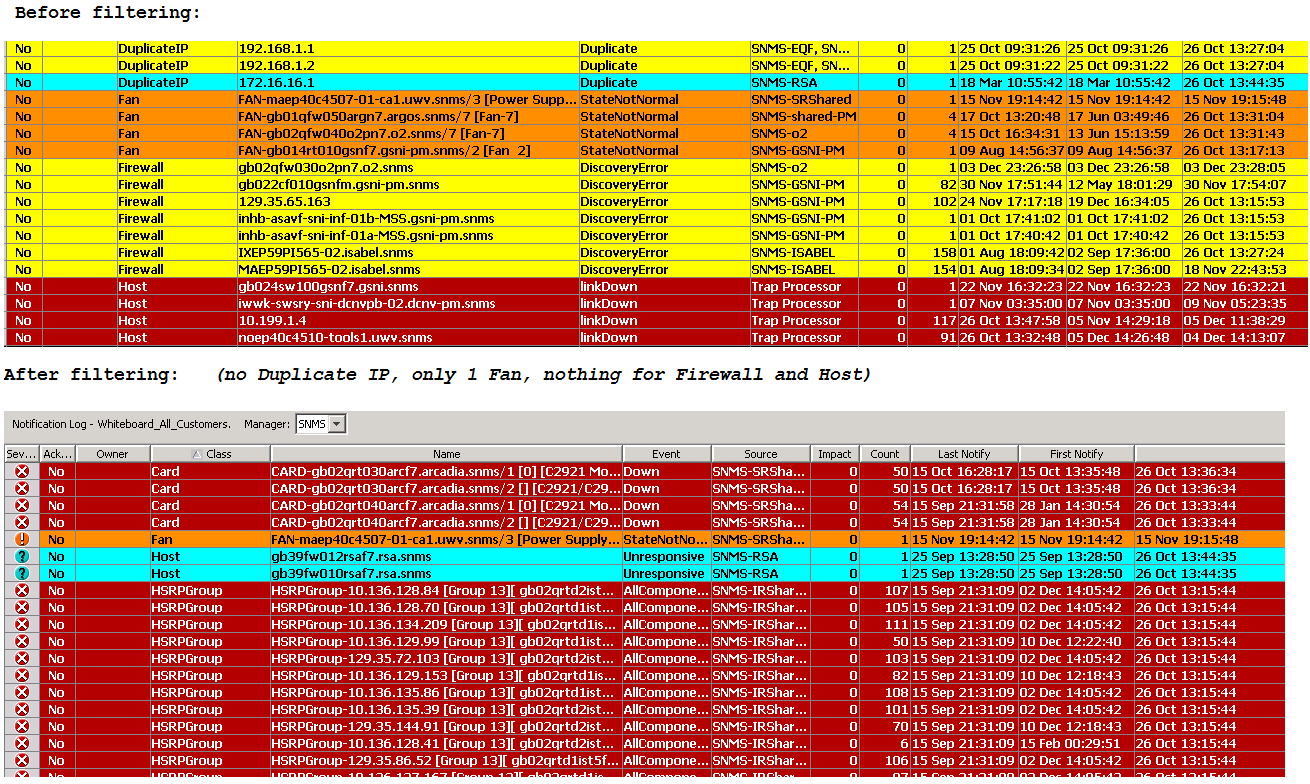 Before filtering:
No DuplicateIP 192.168.1.1 Duplicate SNMS-EQF, SN... 0 1 25 Oct 09:31:26 25 Oct 09:31:26 26 Oct 13:27:04
No DuplicateIP 192.168.1.2 Duplicate SNMS-EQF, SN... 0 1 25 Oct 09:31:22 25 Oct 09:31:22 26 Oct 13:27:04
No DuplicateIP 172.16.16.1 Duplicate SNMS-RSA 0 1 18 Mar 10:55:42 18 Mar 10:55:42 26 Oct 13:44:35
No Fan FAN-maep40c4507-01-ca1.uwv.snms/3 [Power Supp... StateNotNormal SNMS-SRShared 0 1 15 Nov 19:14:42 15 Nov 19:14:42 15 Nov 19:15:48
No Fan FAN-gb01qfw050argn7.argos.snms/7 [Fan-7] StateNotNormal SNMS-shared-PM 0 4 17 Oct 13:20:48 17 Jun 03:49:46 26 Oct 13:31:04
No Fan FAN-gb02qfw040o2pn7.o2.snms/7 [Fan-7] StateNotNormal SNMS-o2 0 4 15 Oct 16:34:31 13 Jun 15:13:59 26 Oct 13:31:43
No Fan FAN-gb014rt010gsnf7.gsni-pm.snms/2 [Fan 2] StateNotNormal SNMS-GSNI-PM 0 1 09 Aug 14:56:37 09 Aug 14:56:37 26 Oct 13:17:13
No Firewall gb02qfw030o2pn7.o2.snms DiscoveryError SNMS-o2 0 1 03 Dec 23:26:58 03 Dec 23:26:58 03 Dec 23:28:05
No Firewall gb022cf010gsnfm.gsni-pm.snms DiscoveryError SNMS-GSNI-PM 0 82 30 Nov 17:51:44 12 May 18:01:29 30 Nov 17:54:07
No Firewall 129.35.65.163 DiscoveryError SNMS-GSNI-PM 0 102 24 Nov 17:17:18 19 Dec 16:34:05 26 Oct 13:15:53
No Firewall inhb-asavf-sni-inf-01b-MSS.gsni-pm.snms DiscoveryError SNMS-GSNI-PM 0 1 01 Oct 17:41:02 01 Oct 17:41:02 26 Oct 13:15:53
No Firewall inhb-asavf-sni-inf-01a-MSS.gsni-pm.snms DiscoveryError SNMS-GSNI-PM 0 1 01 Oct 17:40:42 01 Oct 17:40:42 26 Oct 13:15:53
No Firewall IXEP59PI565-02.isabel.snms DiscoveryError SNMS-ISABEL 0 158 01 Aug 18:09:42 02 Sep 17:36:00 26 Oct 13:27:24
No Firewall MAEP59PI565-02.isabel.snms DiscoveryError SNMS-ISABEL 0 154 01 Aug 18:09:34 02 Sep 17:36:00 18 Nov 22:43:53
No Host gb024sw100gsnf7.gsni.snms linkDown Trap Processor 0 1 22 Nov 16:32:23 22 Nov 16:32:23 22 Nov 16:32:21
No Host iwwk-swsry-sni-dcnvpb-02.dcnv-pm.snms linkDown Trap Processor 0 1 07 Nov 03:35:00 07 Nov 03:35:00 09 Nov 05:23:35
No Host 10.199.1.4 linkDown Trap Processor 0 117 26 Oct 13:47:58 05 Nov 14:29:18 05 Dec 11:38:29
No Host noep40c4510-tools1.uwv.snms linkDown Trap Processor 0 91 26 Oct 13:32:48 05 Dec 14:26:48 04 Dec 14:13:07
After filtering: (no Duplicate IP, only 1 Fan, nothing for Firewall and Host)
Notification Log - Whiteboard_All_Customers. Manager: SNMS
Sev... Ack... Owner Class Name Event Source Impact Count Last Notify First Notify
No Card CARD-gb02qrt030arcf7.arcadia.snms/1 [0] [C2921 Mo... Down SNMS-SRSha... 0 50 15 Oct 16:28:17 15 Oct 13:35:48 26 Oct 13:36:34
No Card CARD-gb02qrt030arcf7.arcadia.snms/2 [] [C2921/C29... Down SNMS-SRSha... 0 50 15 Oct 16:28:17 15 Oct 13:35:48 26 Oct 13:36:34
No Card CARD-gb02qrt040arcf7.arcadia.snms/1 [0] [C2921 Mo... Down SNMS-SRSha... 0 54 15 Sep 21:31:58 28 Jan 14:30:54 26 Oct 13:33:44
No Card CARD-gb02qrt040arcf7.arcadia.snms/2 [] [C2921/C29... Down SNMS-SRSha... 0 54 15 Sep 21:31:58 28 Jan 14:30:54 26 Oct 13:33:44
No Fan FAN-maep40c4507-01-ca1.uwv.snms/3 [Power Supply... StateNotNo... SNMS-SRSha... 0 1 15 Nov 19:14:42 15 Nov 19:14:42 15 Nov 19:15:48
No Host gb39fw012rsaf7.rsa.snms Unresponsive SNMS-RSA 0 1 25 Sep 13:28:50 25 Sep 13:28:50 26 Oct 13:44:35
No Host gb39fw010rsaf7.rsa.snms Unresponsive SNMS-RSA 0 1 25 Sep 13:28:50 25 Sep 13:28:50 26 Oct 13:44:35
No HSRPGroup HSRPGroup-10.136.128.84 [Group 13][ gb02qrtd2ist... AllCompone... SNMS-IRShar... 0 107 15 Sep 21:31:09 02 Dec 14:05:42 26 Oct 13:15:44
No HSRPGroup HSRPGroup-10.136.128.70 [Group 13][ gb02qrtd1ist... AllCompone... SNMS-IRShar... 0 105 15 Sep 21:31:09 02 Dec 14:05:42 26 Oct 13:15:44
No HSRPGroup HSRPGroup-10.136.134.209 [Group 13][ gb02qrtd1is... AllCompone... SNMS-IRShar... 0 111 15 Sep 21:31:09 02 Dec 14:05:42 26 Oct 13:15:44
No HSRPGroup HSRPGroup-10.136.129.99 [Group 13][ gb02qrtd1ist... AllCompone... SNMS-IRShar... 0 50 15 Sep 21:31:09 10 Dec 12:22:40 26 Oct 13:15:44
No HSRPGroup HSRPGroup-129.35.72.103 [Group 13][ gb02qrtd2ist... AllCompone... SNMS-IRShar... 0 103 15 Sep 21:31:09 02 Dec 14:05:42 26 Oct 13:15:44
No HSRPGroup HSRPGroup-10.136.129.153 [Group 13][ gb02qrtd1is... AllCompone... SNMS-IRShar... 0 82 15 Sep 21:31:09 10 Dec 12:18:43 26 Oct 13:15:44
No HSRPGroup HSRPGroup-10.136.135.86 [Group 13][ gb02qrtd1ist... AllCompone... SNMS-IRShar... 0 108 15 Sep 21:31:09 02 Dec 14:05:42 26 Oct 13:15:44
No HSRPGroup HSRPGroup-10.136.135.39 [Group 13][ gb02qrtd2ist... AllCompone... SNMS-IRShar... 0 101 15 Sep 21:31:09 02 Dec 14:05:42 26 Oct 13:15:44
No HSRPGroup HSRPGroup-129.35.144.91 [Group 13][ gb02qrtd2ist... AllCompone... SNMS-IRShar... 0 70 15 Sep 21:31:09 10 Dec 12:18:43 26 Oct 13:15:44
No HSRPGroup HSRPGroup-10.136.128.41 [Group 13][ gb02qrtd2ist... AllCompone... SNMS-IRShar... 0 6 15 Sep 21:31:09 15 Feb 00:29:51 26 Oct 13:15:44
No HSRPGroup HSRPGroup-129.35.86.52 [Group 13][ gb02qrtd1ist5f... AllCompone... SNMS-IRShar... 0 106 15 Sep 21:31:09 02 Dec 14:05:42 26 Oct 13:15:44